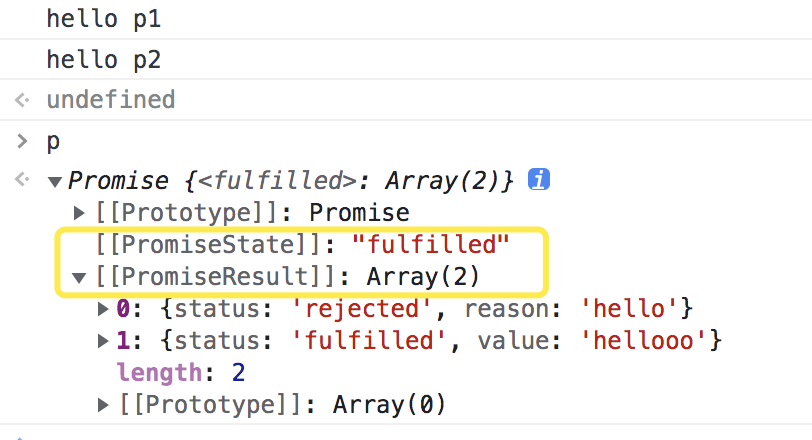 hello p1
hello p2
undefined
p
Promise {<fulfilled>: Array(2)} i
[[Prototype]]: Promise
[[PromiseState]]: "fulfilled"
[[PromiseResult]]: Array(2)
0: {status: 'rejected', reason: 'hello'}
1: {status: 'fulfilled', value: 'hellooo'}
length: 2
[[Prototype]]: Array(0)